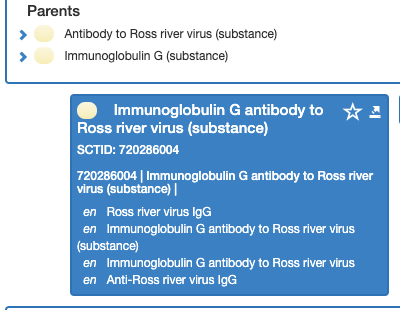 Parents
Antibody to Ross river virus (substance)
Immunoglobulin G (substance)
Immunoglobulin G antibody to
Ross river virus (substance)
SCTID: 720286004
720286004 | Immunoglobulin G antibody to Ross river
virus (substance) |
en Ross river virus IgG
en Immunoglobulin G antibody to Ross river virus
(substance)
en Immunoglobulin G antibody to Ross river virus
en Anti-Ross river virus IgG